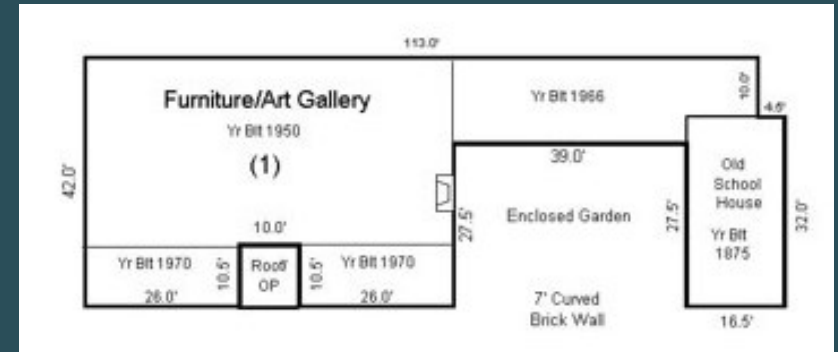 113.0'
Furniture/Art Gallery
Yr Blt 1950
(1)
Yr Blt 1966
10.0'
4.6'
42.0'
39.0'
Old
School
House
Yr Blt
1875
32.0'
27.5'
Enclosed Garden
27.5'
10.0'
Yr Blt 1970
10.5'
Roof/
OP
10.5'
Yr Blt 1970
26.0'
26.0'
7' Curved
Brick Wall
16.5'